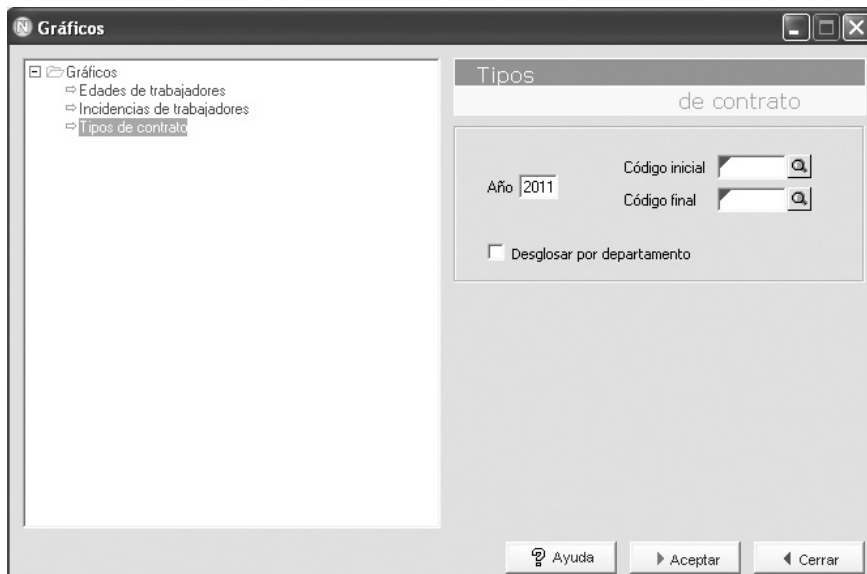 Gráficos
Gráficos
Edades de trabajadores
Incidencias de trabajadores
Tipos de contrato
Tipos
de contrato
Año 2011
Código inicial
Código final
Desglosar por departamento
Ayuda
Aceptar
Cerrar